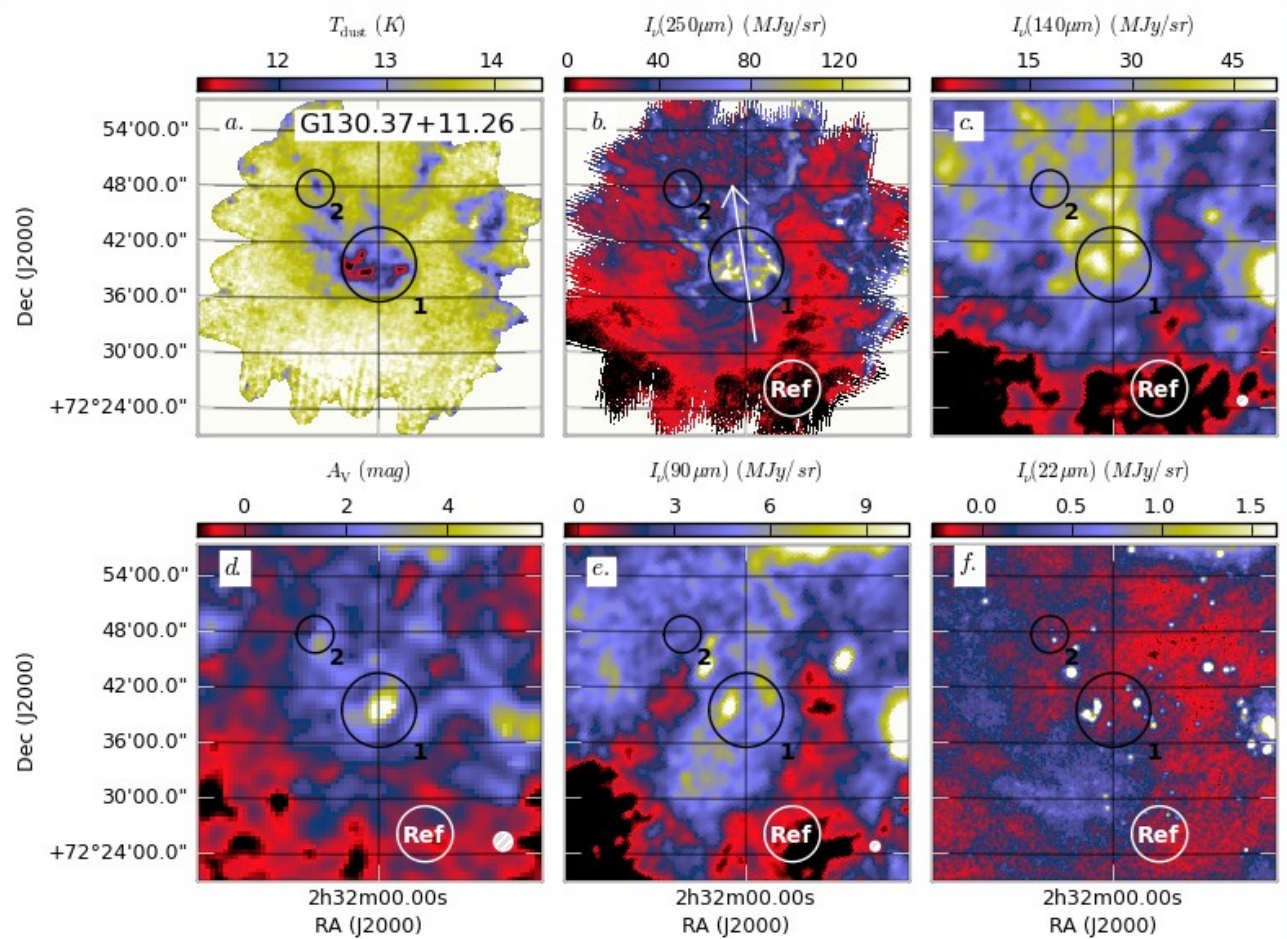 T_dust (K)
I_ν(250µm) (MJy/sr)
I_ν(140µm) (MJy/sr)
12 13 14
0 40 80 120
15 30 45
a. G130.37+11.26
b.
c.
54'00.0"
48'00.0"
42'00.0"
36'00.0"
30'00.0"
+72°24'00.0"
Dec (J2000)
2
1
2
1
Ref
2
1
Ref
A_V (mag)
I_ν(90µm) (MJy/sr)
I_ν(22µm) (MJy/sr)
0 2 4
0 3 6 9
0.0 0.5 1.0 1.5
d.
e.
f.
54'00.0"
48'00.0"
42'00.0"
36'00.0"
30'00.0"
+72°24'00.0"
Dec (J2000)
2
1
Ref
2
1
Ref
2
1
Ref
2h32m00.00s
RA (J2000)
2h32m00.00s
RA (J2000)
2h32m00.00s
RA (J2000)